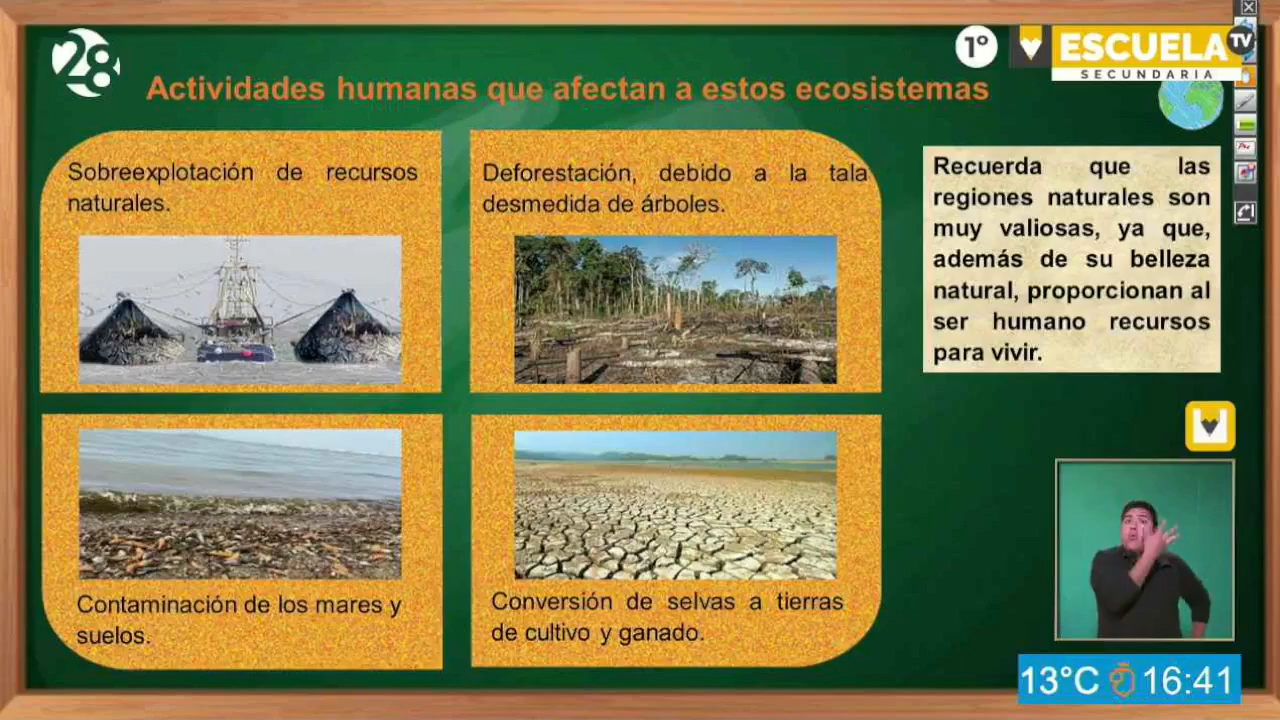 28
1º
ESCUELA TV
SECUNDARIA
Actividades humanas que afectan a estos ecosistemas
Sobreexplotación de recursos
naturales.
Deforestación, debido a la tala
desmedida de árboles.
Recuerda que las
regiones naturales son
muy valiosas, ya que,
además de su belleza
natural, proporcionan al
ser humano recursos
para vivir.
Contaminación de los mares y
suelos.
Conversión de selvas a tierras
de cultivo y ganado.
13°C 16:41